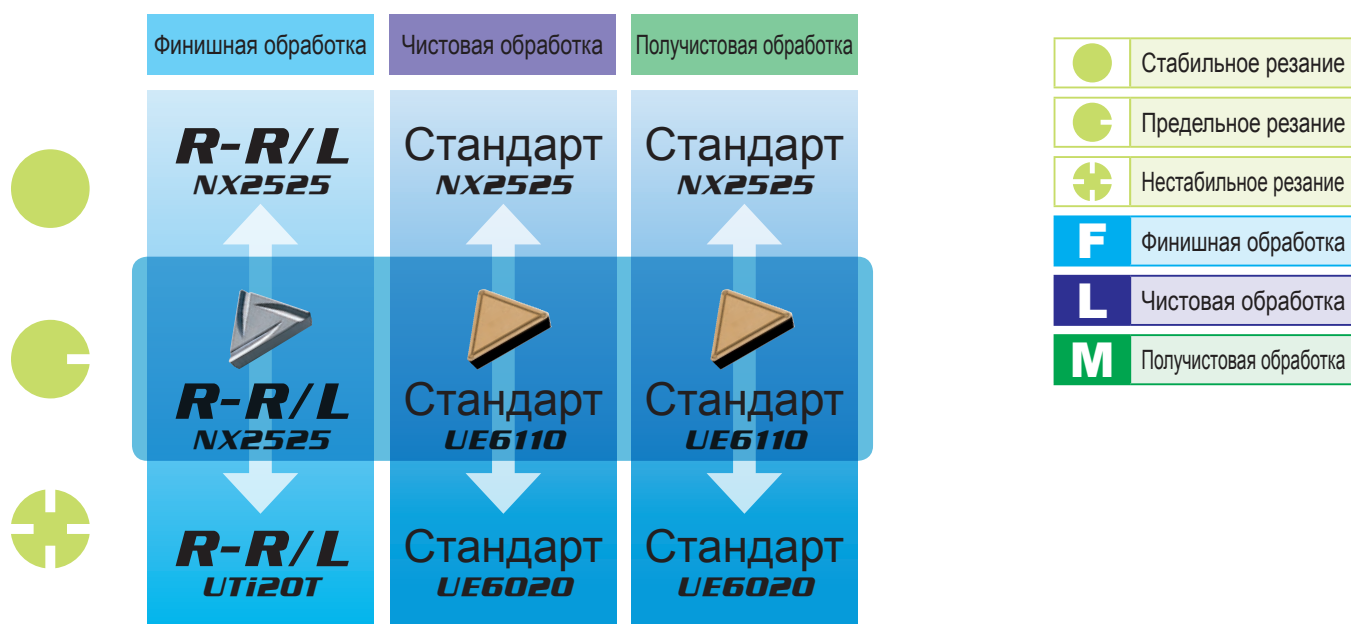 Финишная обработка
Чистовая обработка
Получистовая обработка
R-R/L
NX2525
Стандарт
NX2525
Стандарт
NX2525
R-R/L
NX2525
Стандарт
UE6110
Стандарт
UE6110
R-R/L
UTi20T
Стандарт
UE6020
Стандарт
UE6020
Стабильное резание
Предельное резание
Нестабильное резание
F Финишная обработка
L Чистовая обработка
M Получистовая обработка